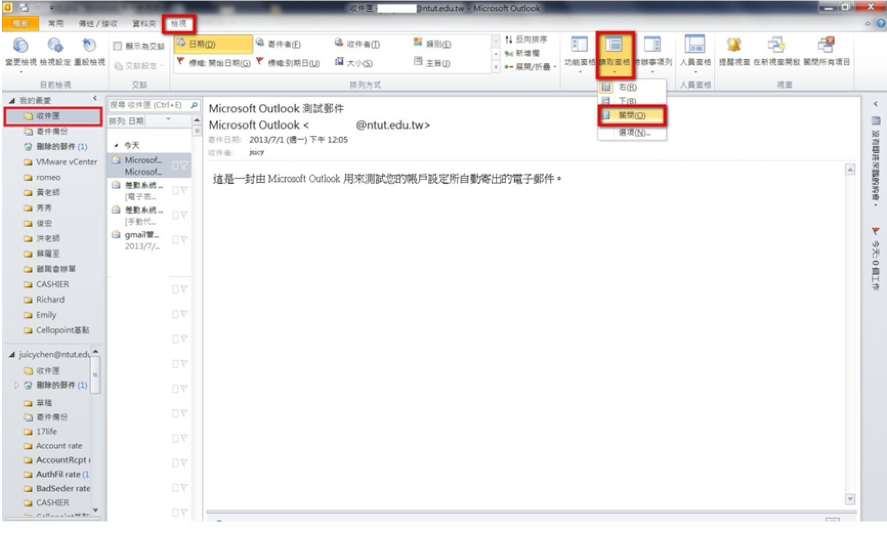 收件匣 - @ntut.edu.tw - Microsoft Outlook
檔案 常用 傳送/接收 資料夾 檢視
顯示為交談
交談設定
變更檢視 檢視設定 重設檢視
日期(D) 寄件者(F) 收件者(T) 類別(E)
標幟: 開始日期(G) 標幟:到期日(U) 大小(S) 主旨(J)
反向排序
新增欄
展開/折疊
功能窗格 讀取窗格 待辦事項列 人員窗格 提醒視窗 在新視窗開啟 關閉所有項目
目前檢視 交談 排列方式 人員窗格 視窗
右(R)
下(B)
關閉(O)
選項(N)...
我的最愛
收件匣
寄件備份
刪除的郵件 (1)
VMware vCenter
romeo
黃老師
秀秀
俊宏
洪老師
CASHIER
Richard
Emily
Cellopoint基點
juicychen@ntut.edu.
收件匣
刪除的郵件 (1)
草稿
寄件備份
17life
Account rate
AccountRcpt
AuthFil rate (1
BadSeder rate
CASHIER
搜尋 收件匣 (Ctrl+E)
排列: 日期
今天
Microsof...
Microsof...
差勤系統...
[電子表...
差勤系統...
[手動代...
gmail管...
2013/7/...
Microsoft Outlook 測試郵件
Microsoft Outlook < @ntut.edu.tw>
寄件日期: 2013/7/1 (週一) 下午 12:05
收件者: juicy
這是一封由 Microsoft Outlook 用來測試您的帳戶設定所自動寄出的電子郵件。
沒有即將來臨的約會。
今天: 0 個工作